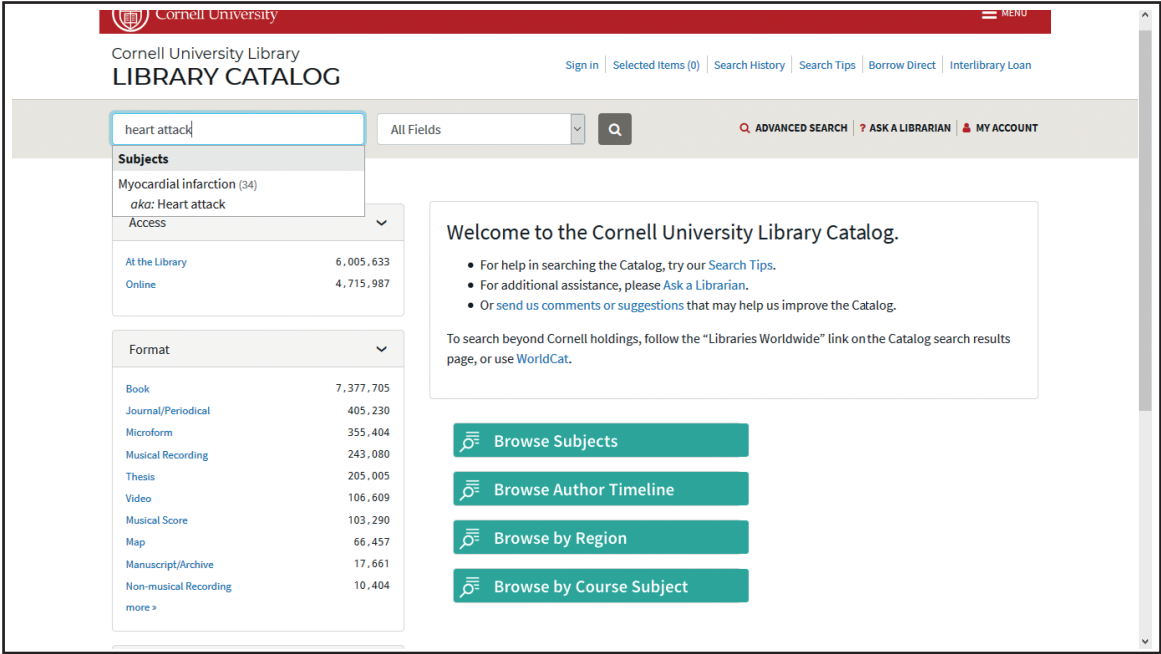 Cornell University
MENU
Cornell University Library
LIBRARY CATALOG
Sign in
Selected Items (0)
Search History
Search Tips
Borrow Direct
Interlibrary Loan
heart attack
All Fields
ADVANCED SEARCH
? ASK A LIBRARIAN
MY ACCOUNT
Subjects
Myocardial infarction (34)
aka: Heart attack
Access
At the Library 6,005,633
Online 4,715,987
Format
Book 7,377,705
Journal/Periodical 405,230
Microform 355,404
Musical Recording 243,080
Thesis 205,005
Video 106,609
Musical Score 103,290
Map 66,457
Manuscript/Archive 17,661
Non-musical Recording 10,404
more »
Welcome to the Cornell University Library Catalog.
• For help in searching the Catalog, try our Search Tips.
• For additional assistance, please Ask a Librarian.
• Or send us comments or suggestions that may help us improve the Catalog.
To search beyond Cornell holdings, follow the “Libraries Worldwide” link on the Catalog search results
page, or use WorldCat.
Browse Subjects
Browse Author Timeline
Browse by Region
Browse by Course Subject